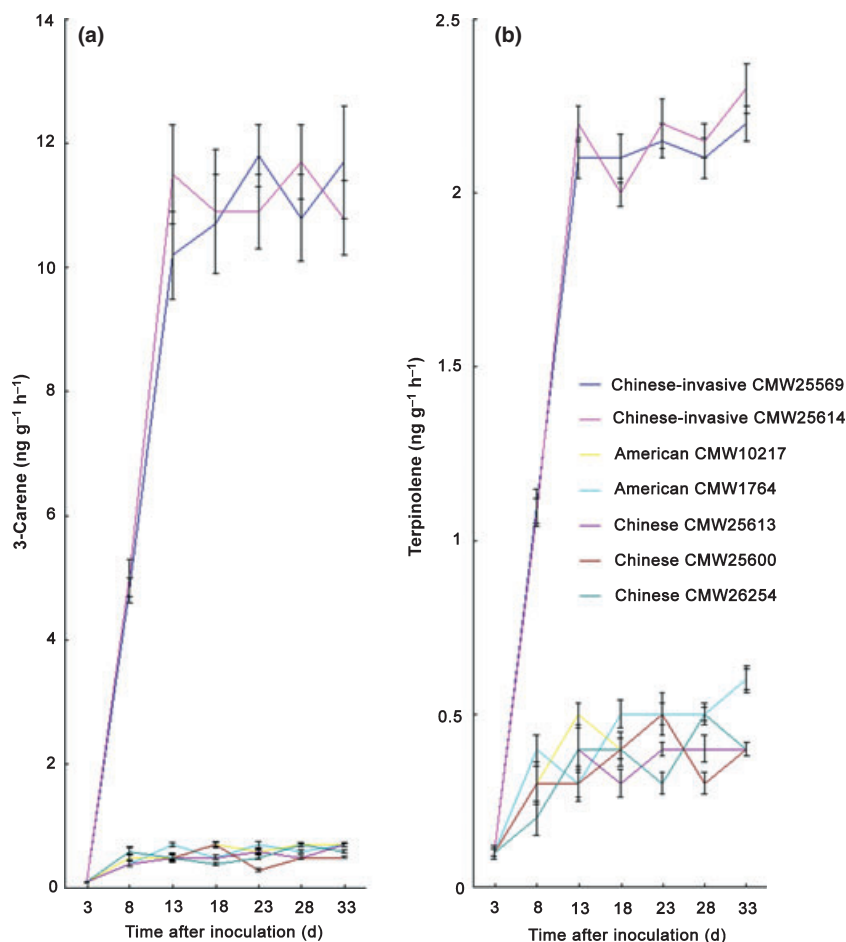 (a)
14
12
10
8
6
4
2
0
3-Carene (ng g⁻¹ h⁻¹)
3 8 13 18 23 28 33
Time after inoculation (d)
(b)
2.5
2
1.5
1
0.5
0
Terpinolene (ng g⁻¹ h⁻¹)
Chinese-invasive CMW25569
Chinese-invasive CMW25614
American CMW10217
American CMW1764
Chinese CMW25613
Chinese CMW25600
Chinese CMW26254
3 8 13 18 23 28 33
Time after inoculation (d)